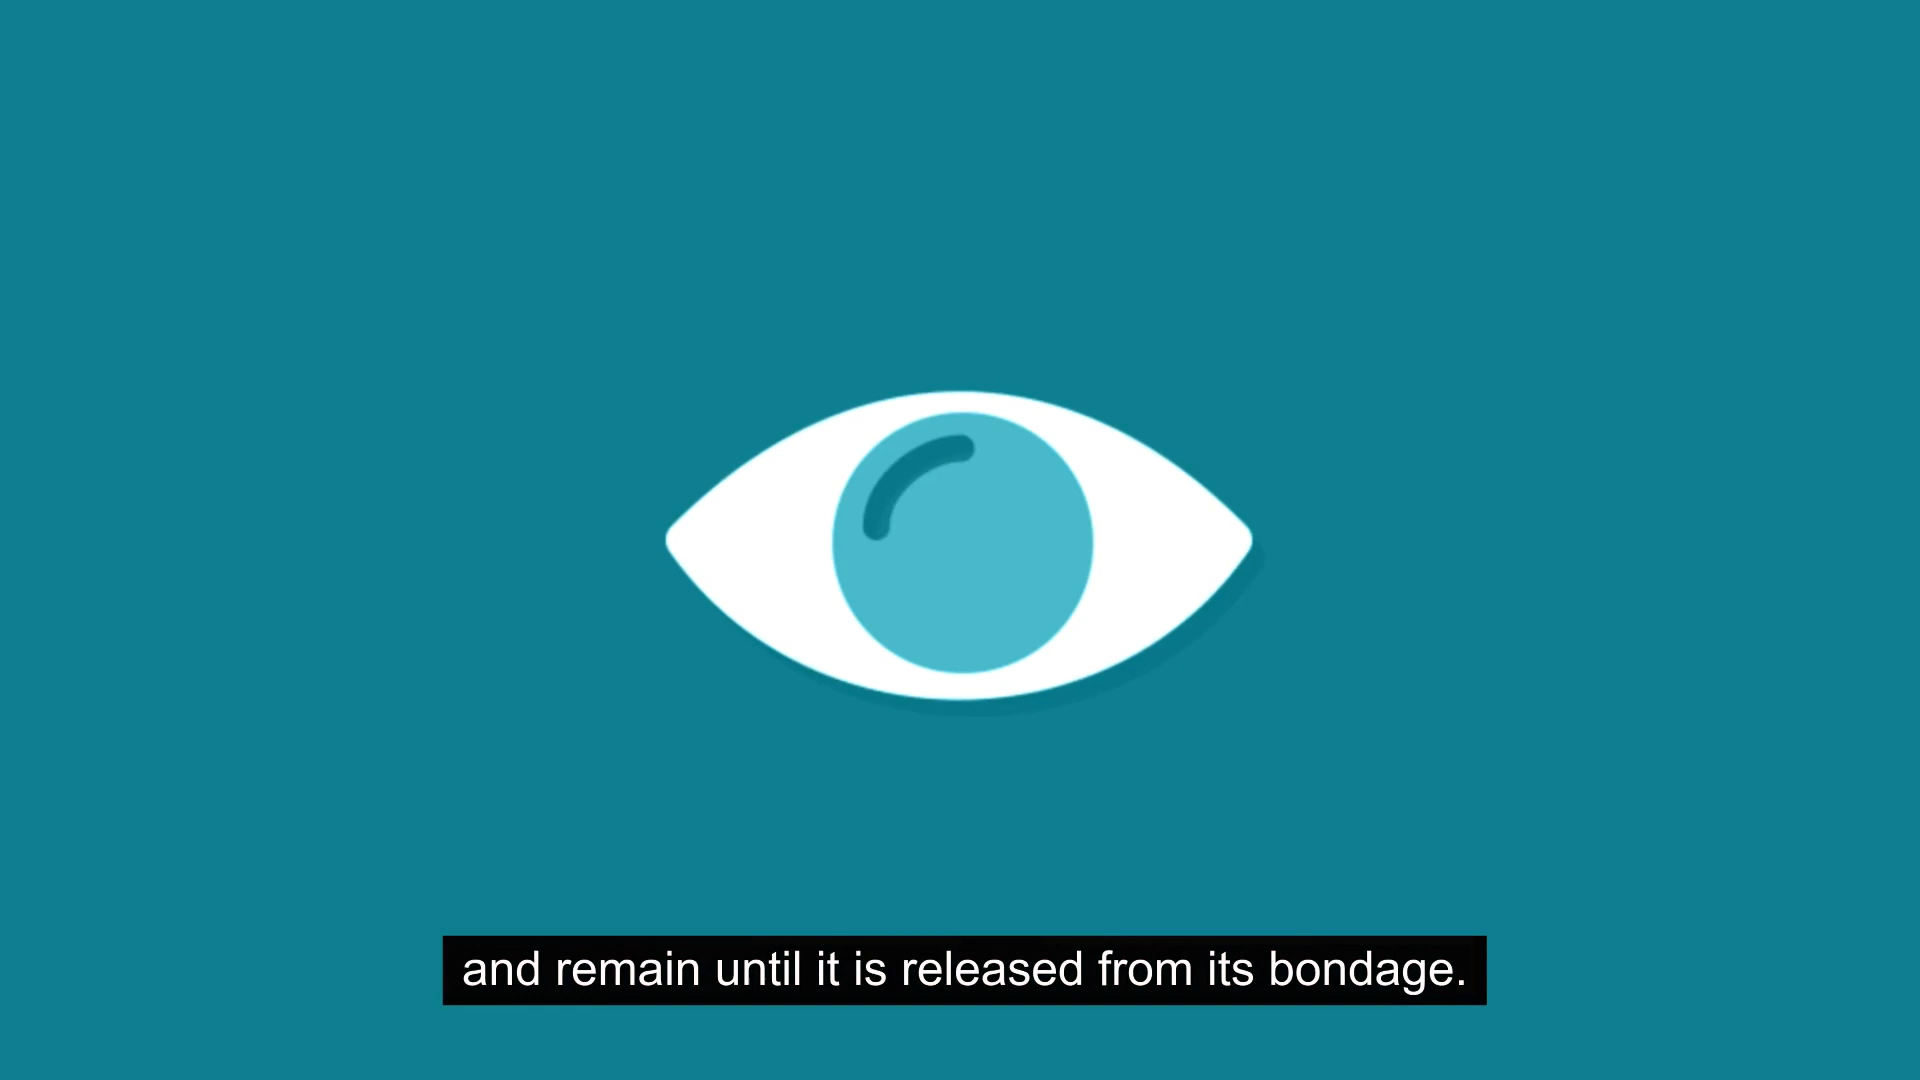 and remain until it is released from its bondage.